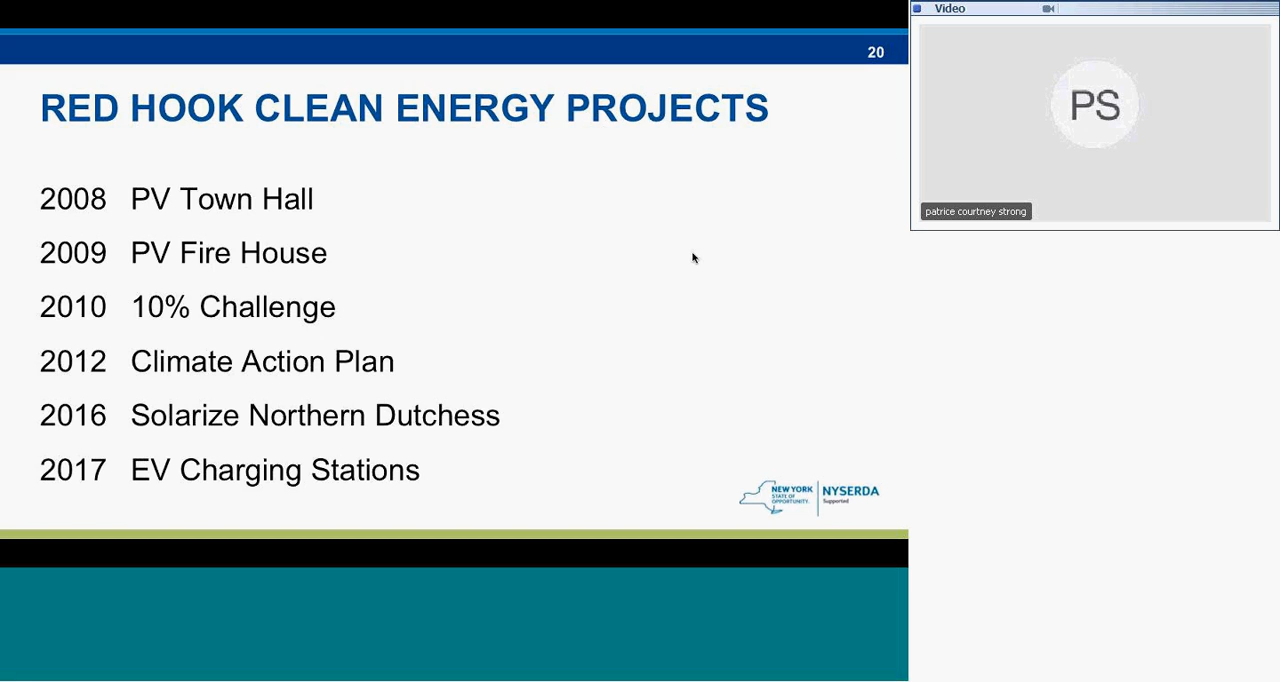 20
RED HOOK CLEAN ENERGY PROJECTS
2008 PV Town Hall
2009 PV Fire House
2010 10% Challenge
2012 Climate Action Plan
2016 Solarize Northern Dutchess
2017 EV Charging Stations
NEW YORK
STATE OF
OPPORTUNITY.
NYSERDA
Supported
Video
PS
patrice courtney strong